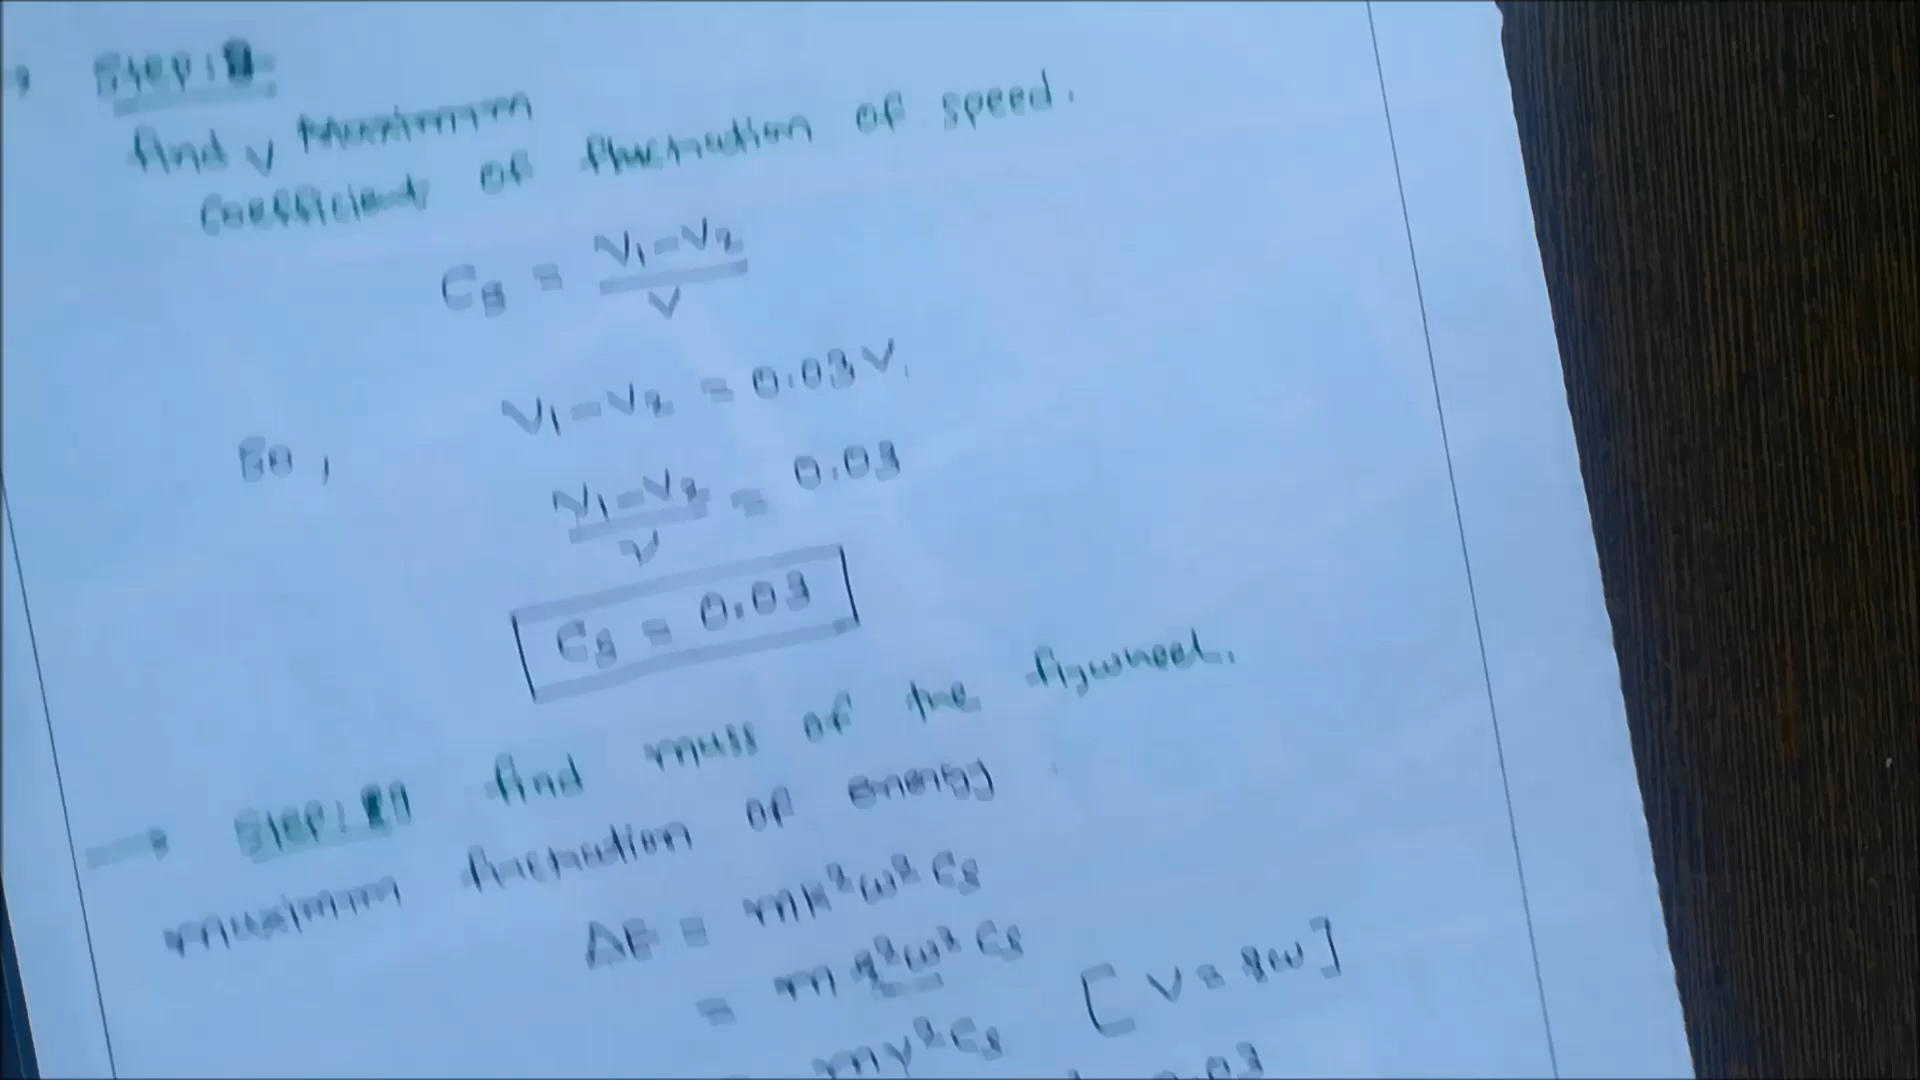 Step:
find Maximum
coefficient of fluctuation of speed.
Cs = V₁-V₂/V
V₁-V₂ = 0.03V.
So,
V₁-V₂/V = 0.03
Cs = 0.03
→ Step: find mass of the flywheel.
maximum fluctuation of energy
ΔE = mk²ω²Cs
= mr²ω²Cs [V=rω]
mv²Cs
0.03